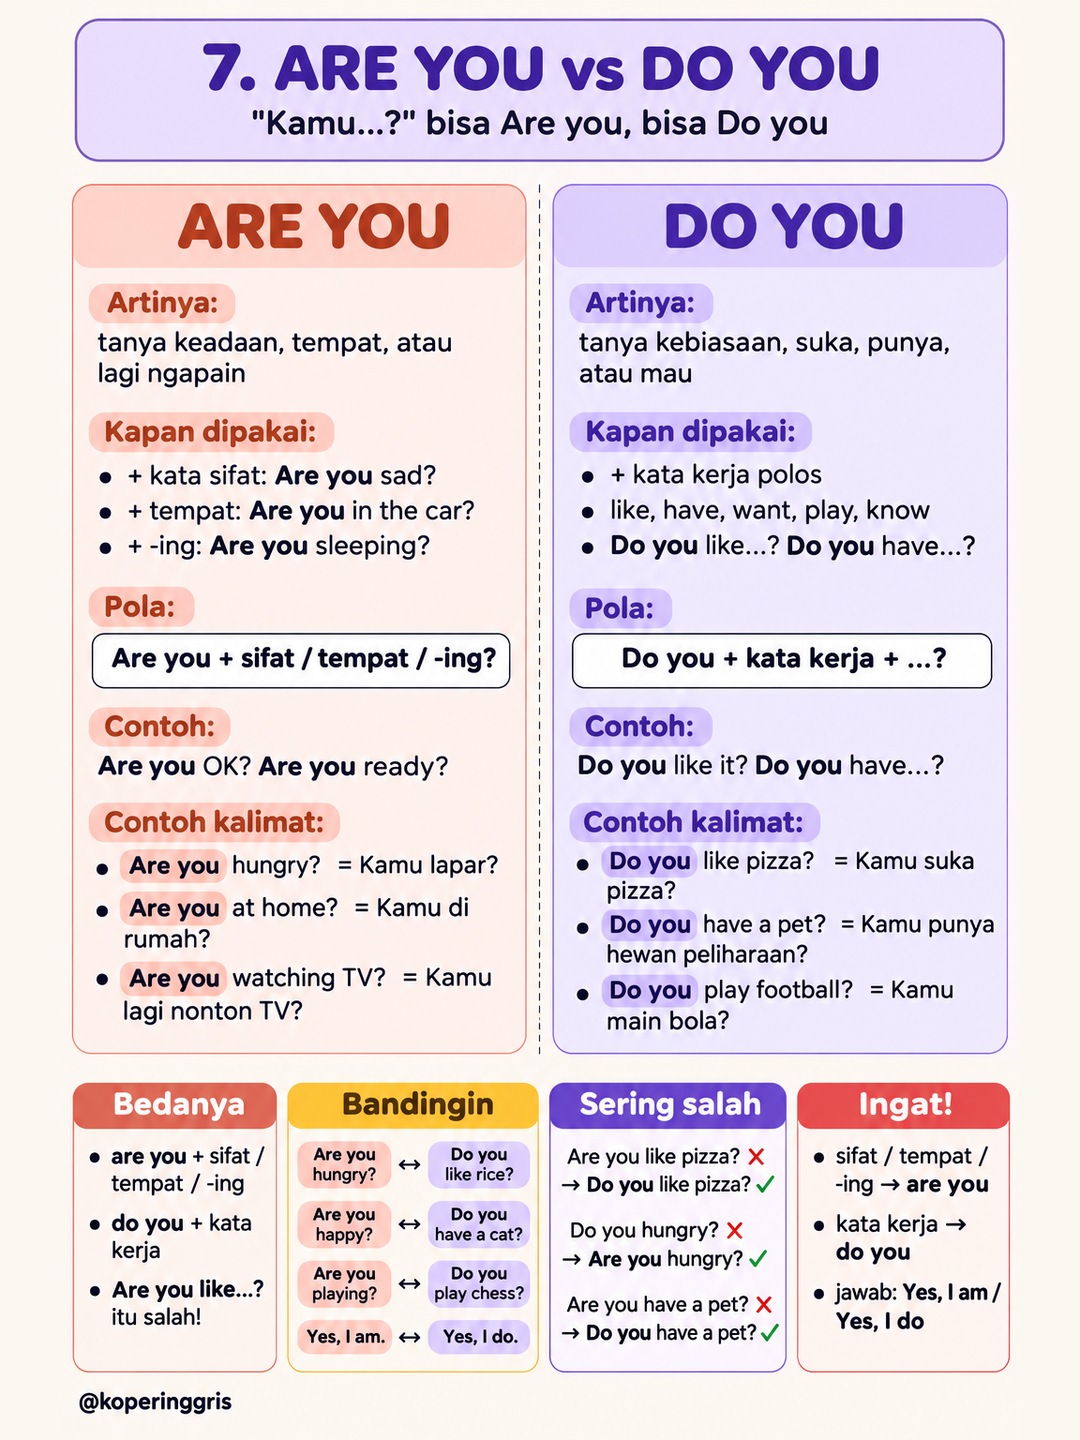 7. ARE YOU vs DO YOU
"Kamu...?" bisa Are you, bisa Do you
ARE YOU
Artinya:
tanya keadaan, tempat, atau
lagi ngapain
Kapan dipakai:
• + kata sifat: Are you sad?
• + tempat: Are you in the car?
• + -ing: Are you sleeping?
Pola:
Are you + sifat / tempat / -ing?
Contoh:
Are you OK? Are you ready?
Contoh kalimat:
• Are you hungry? = Kamu lapar?
• Are you at home? = Kamu di
rumah?
• Are you watching TV? = Kamu
lagi nonton TV?
DO YOU
Artinya:
tanya kebiasaan, suka, punya,
atau mau
Kapan dipakai:
• + kata kerja polos
• like, have, want, play, know
• Do you like...? Do you have...?
Pola:
Do you + kata kerja + ...?
Contoh:
Do you like it? Do you have...?
Contoh kalimat:
• Do you like pizza? = Kamu suka
pizza?
• Do you have a pet? = Kamu punya
hewan peliharaan?
• Do you play football? = Kamu
main bola?
Bedanya
• are you + sifat /
tempat / -ing
• do you + kata
kerja
• Are you like...?
itu salah!
Bandingin
Are you
hungry?
↔
Do you
like rice?
Are you
happy?
↔
Do you
have a cat?
Are you
playing?
↔
Do you
play chess?
Yes, I am. ↔ Yes, I do.
Sering salah
Are you like pizza? ✗
→ Do you like pizza? ✓
Do you hungry? ✗
→ Are you hungry? ✓
Are you have a pet? ✗
→ Do you have a pet? ✓
Ingat!
• sifat / tempat /
-ing → are you
• kata kerja →
do you
• jawab: Yes, I am /
Yes, I do
@koperinggris